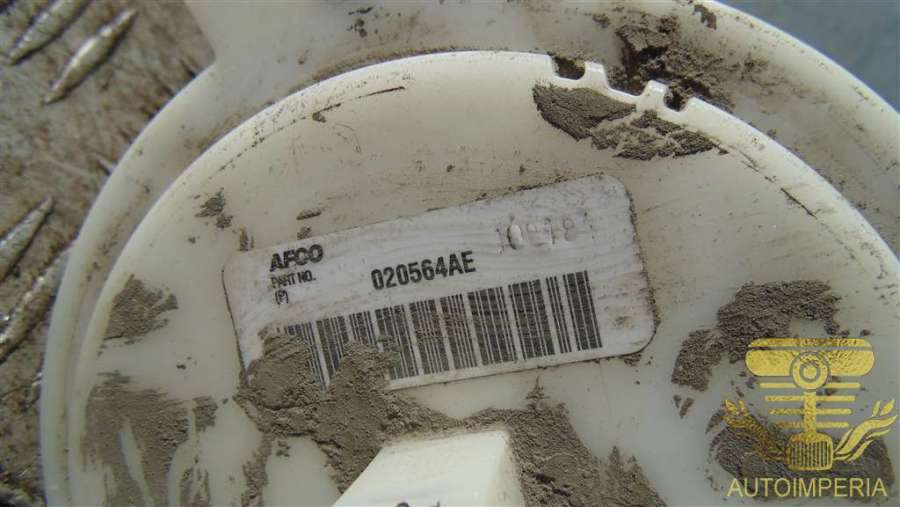 AFCO
PART NO.
(P)
020564AE
AUTOIMPERIA